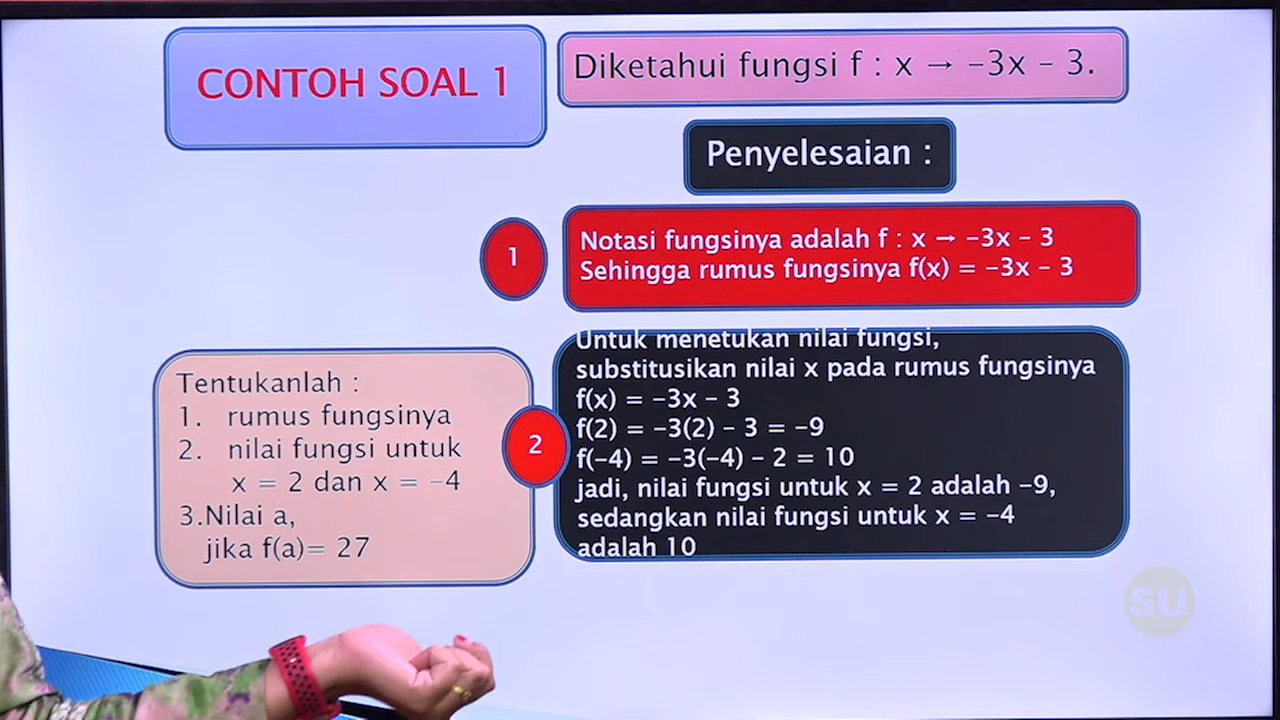 CONTOH SOAL 1
Diketahui fungsi f : x → –3x – 3.
Penyelesaian :
1
Notasi fungsinya adalah f : x → –3x – 3
Sehingga rumus fungsinya f(x) = –3x – 3
Tentukanlah :
1. rumus fungsinya
2. nilai fungsi untuk
x = 2 dan x = –4
3.Nilai a,
jika f(a)= 27
2
Untuk menetukan nilai fungsi,
substitusikan nilai x pada rumus fungsinya
f(x) = –3x – 3
f(2) = –3(2) – 3 = –9
f(–4) = –3(–4) – 2 = 10
jadi, nilai fungsi untuk x = 2 adalah –9,
sedangkan nilai fungsi untuk x = –4
adalah 10
SU